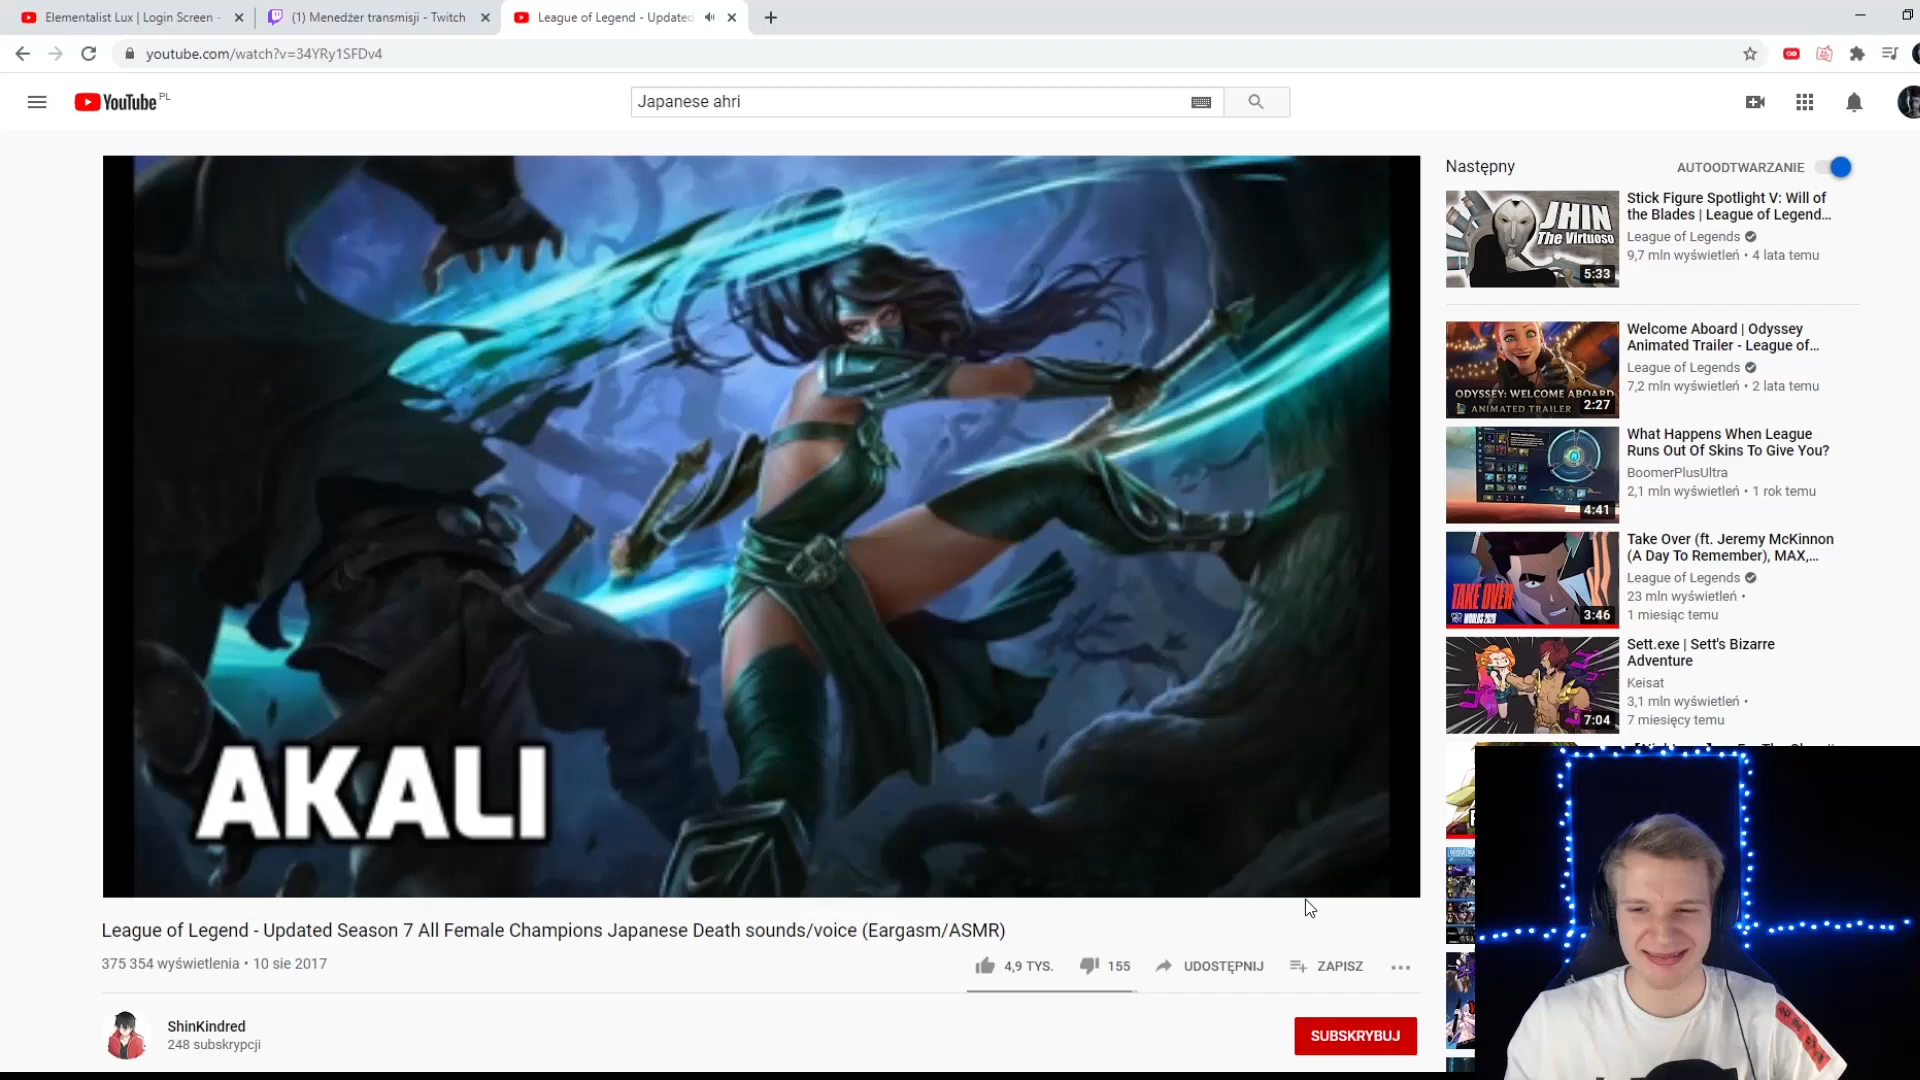 Elementalist Lux | Login Screen -
(1) Menedżer transmisji - Twitch
League of Legend - Updated
youtube.com/watch?v=34YRy1SFDv4
YouTube PL
Japanese ahri
AKALI
League of Legend - Updated Season 7 All Female Champions Japanese Death sounds/voice (Eargasm/ASMR)
375 354 wyświetlenia • 10 sie 2017
4,9 TYS.
155
UDOSTĘPNIJ
ZAPISZ
ShinKindred
248 subskrypcji
SUBSKRYBUJ
Następny
AUTOODTWARZANIE
JHIN
The Virtuoso
5:33
Stick Figure Spotlight V: Will of
the Blades | League of Legend...
League of Legends
9,7 mln wyświetleń • 4 lata temu
ODYSSEY: WELCOME ABOARD
ANIMATED TRAILER
2:27
Welcome Aboard | Odyssey
Animated Trailer - League of...
League of Legends
7,2 mln wyświetleń • 2 lata temu
4:41
What Happens When League
Runs Out Of Skins To Give You?
BoomerPlusUltra
2,1 mln wyświetleń • 1 rok temu
TAKE OVER
WORLDS 2020
3:46
Take Over (ft. Jeremy McKinnon
(A Day To Remember), MAX,...
League of Legends
23 mln wyświetleń •
1 miesiąc temu
7:04
Sett.exe | Sett's Bizarre
Adventure
Keisat
3,1 mln wyświetleń •
7 miesięcy temu